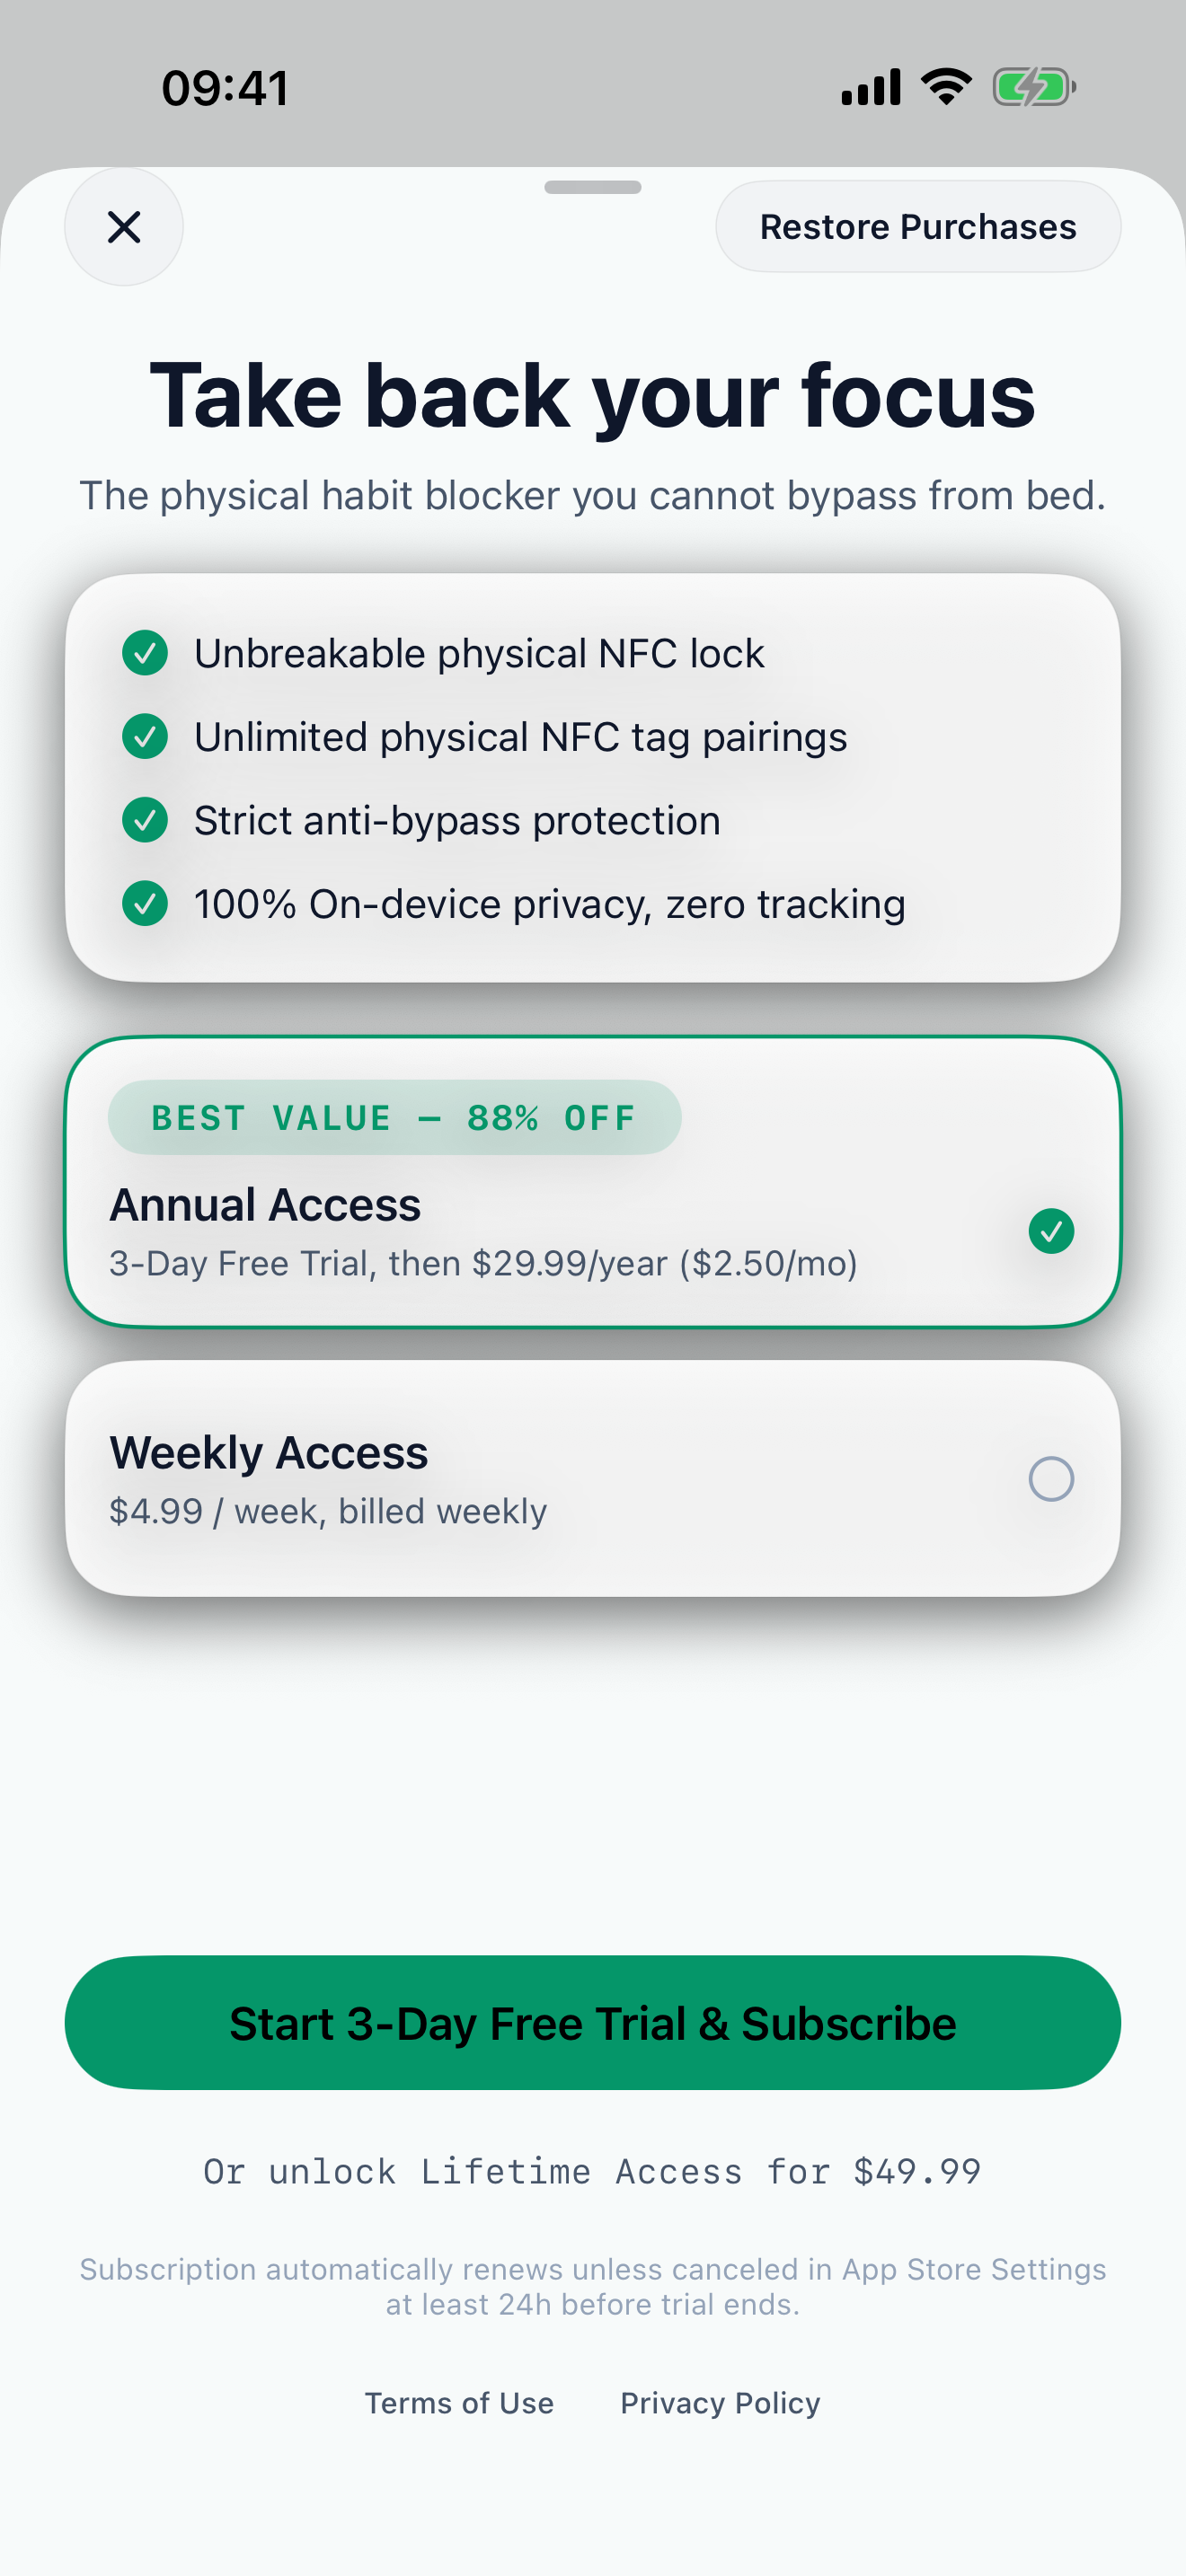 09:41
Restore Purchases
Take back your focus
The physical habit blocker you cannot bypass from bed.
Unbreakable physical NFC lock
Unlimited physical NFC tag pairings
Strict anti-bypass protection
100% On-device privacy, zero tracking
BEST VALUE — 88% OFF
Annual Access
3-Day Free Trial, then $29.99/year ($2.50/mo)
Weekly Access
$4.99 / week, billed weekly
Start 3-Day Free Trial & Subscribe
Or unlock Lifetime Access for $49.99
Subscription automatically renews unless canceled in App Store Settings
at least 24h before trial ends.
Terms of Use Privacy Policy